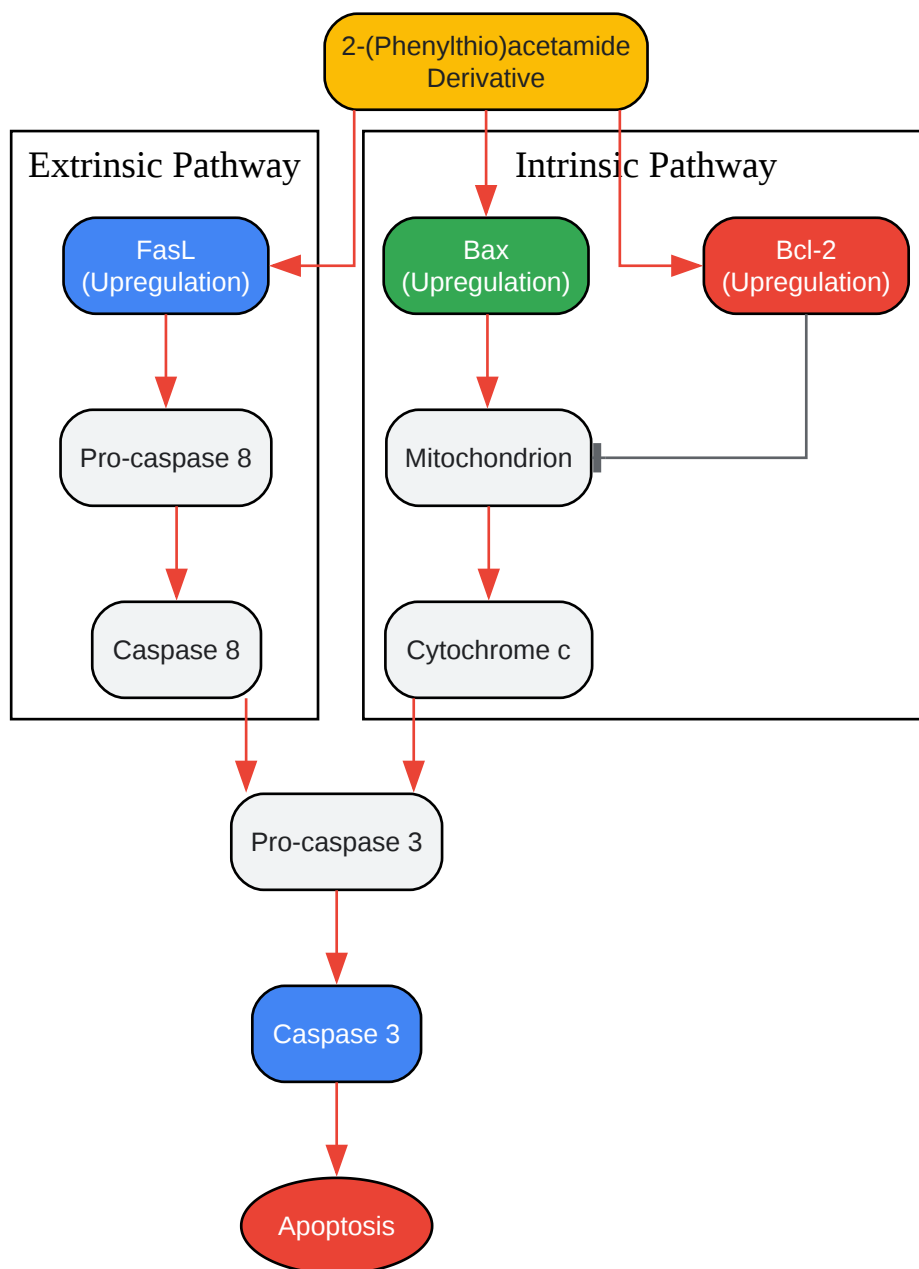 2-(Phenylthio)acetamide
Derivative
Extrinsic Pathway
Intrinsic Pathway
FasL
(Upregulation)
Bax
(Upregulation)
Bcl-2
(Upregulation)
Pro-caspase 8
Mitochondrion
Caspase 8
Cytochrome c
Pro-caspase 3
Caspase 3
Apoptosis